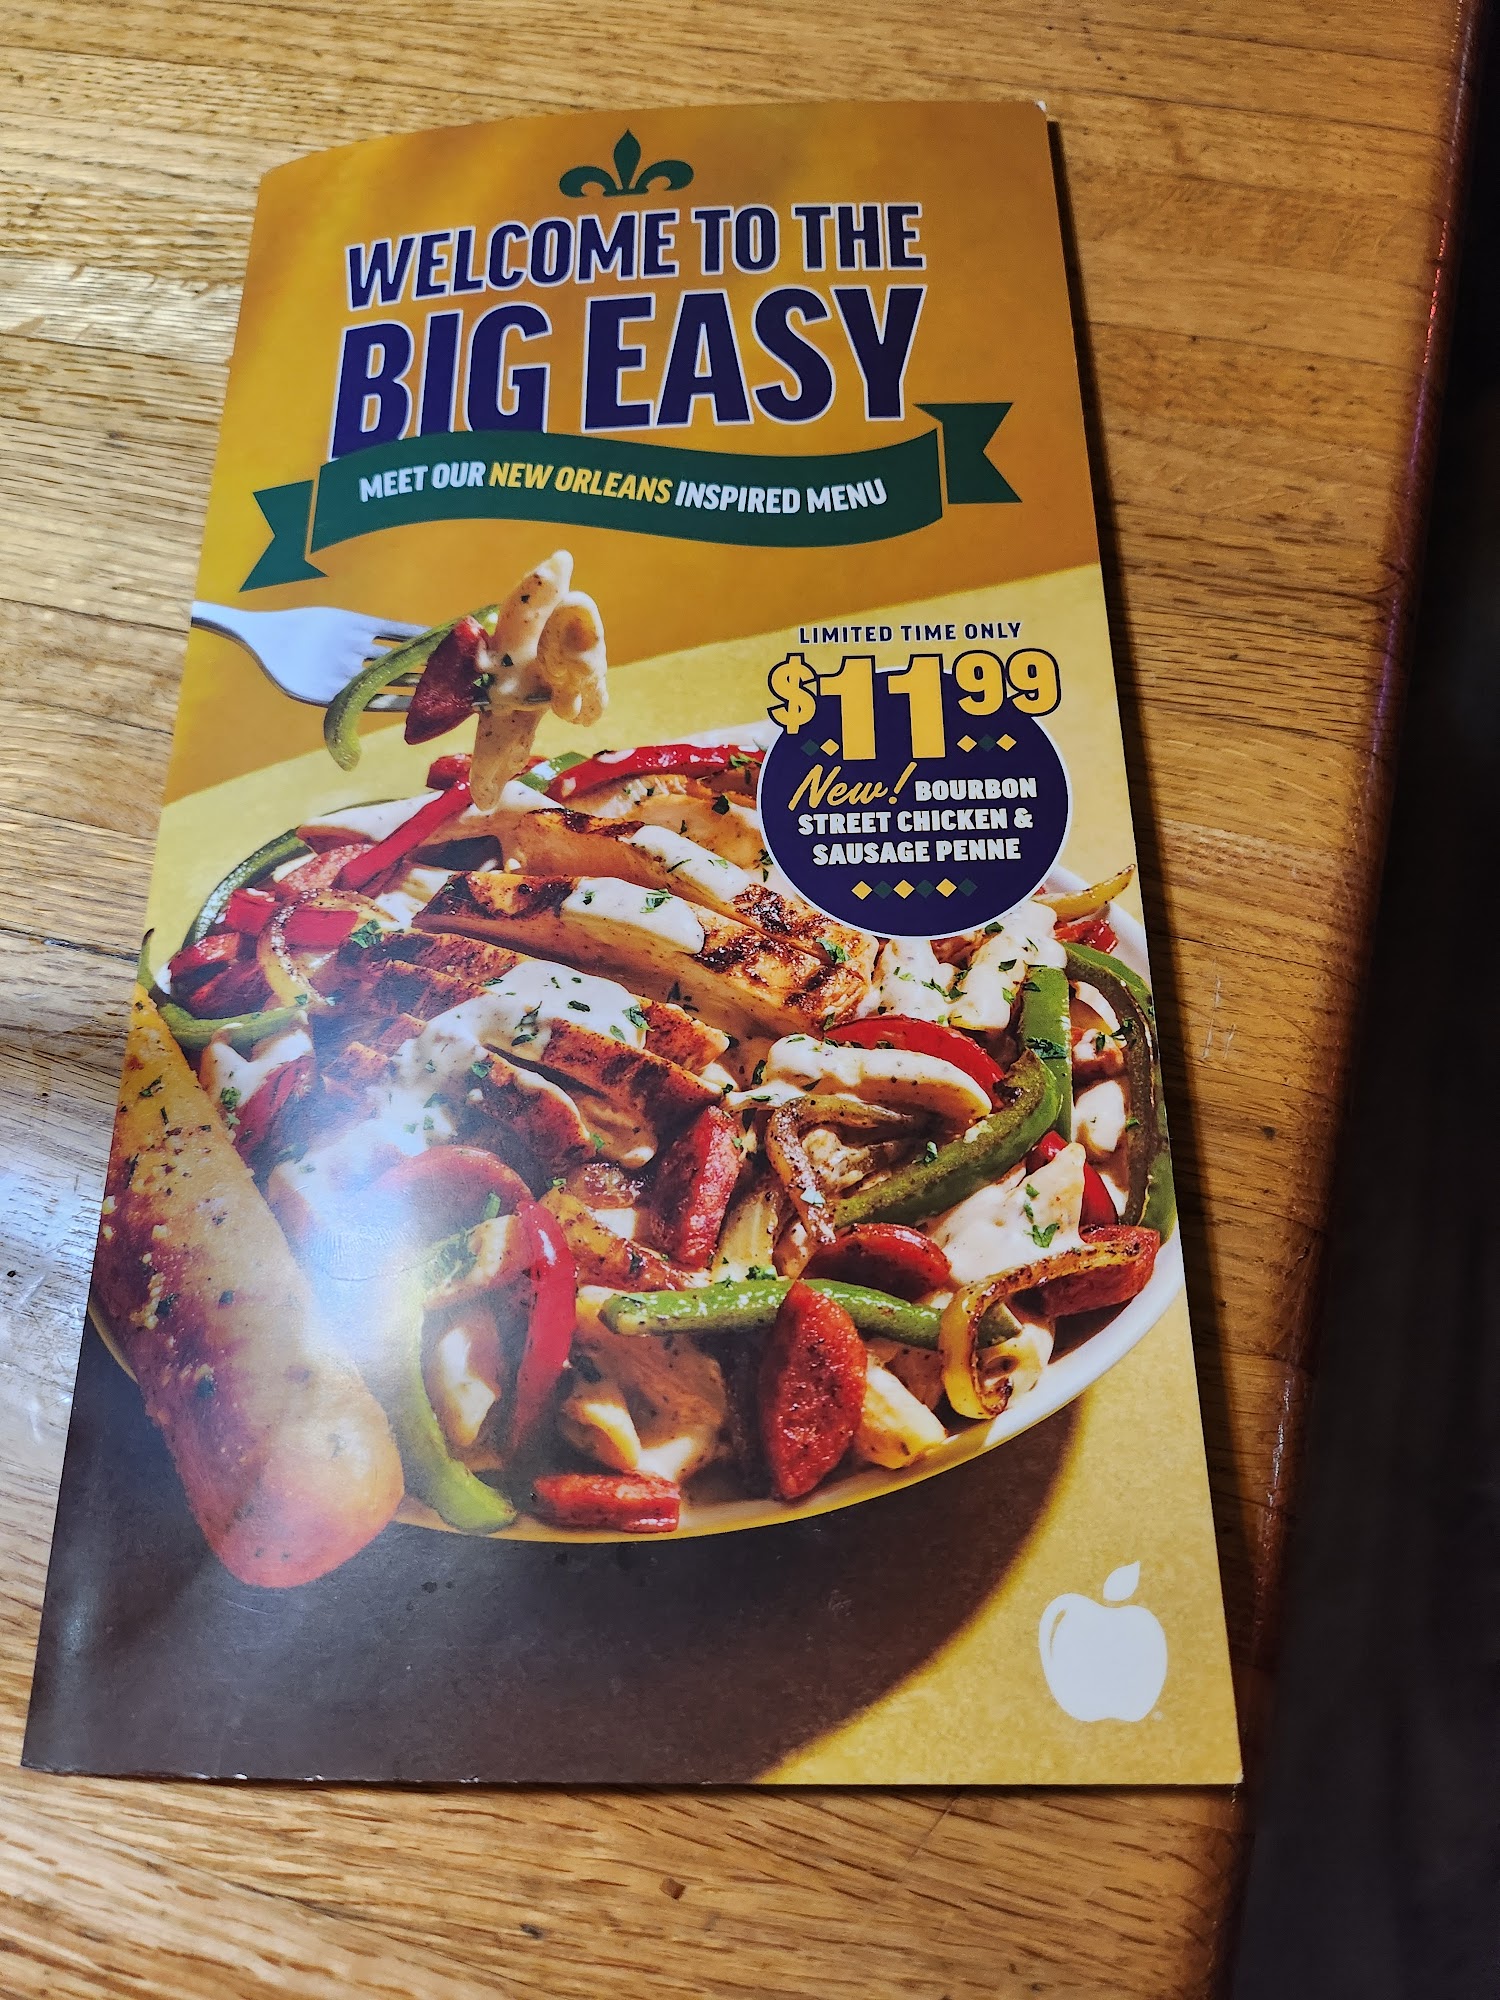 WELCOME TO THE
BIG EASY
MEET OUR NEW ORLEANS INSPIRED MENU
LIMITED TIME ONLY
$11.99
New! BOURBON
STREET CHICKEN &
SAUSAGE PENNE